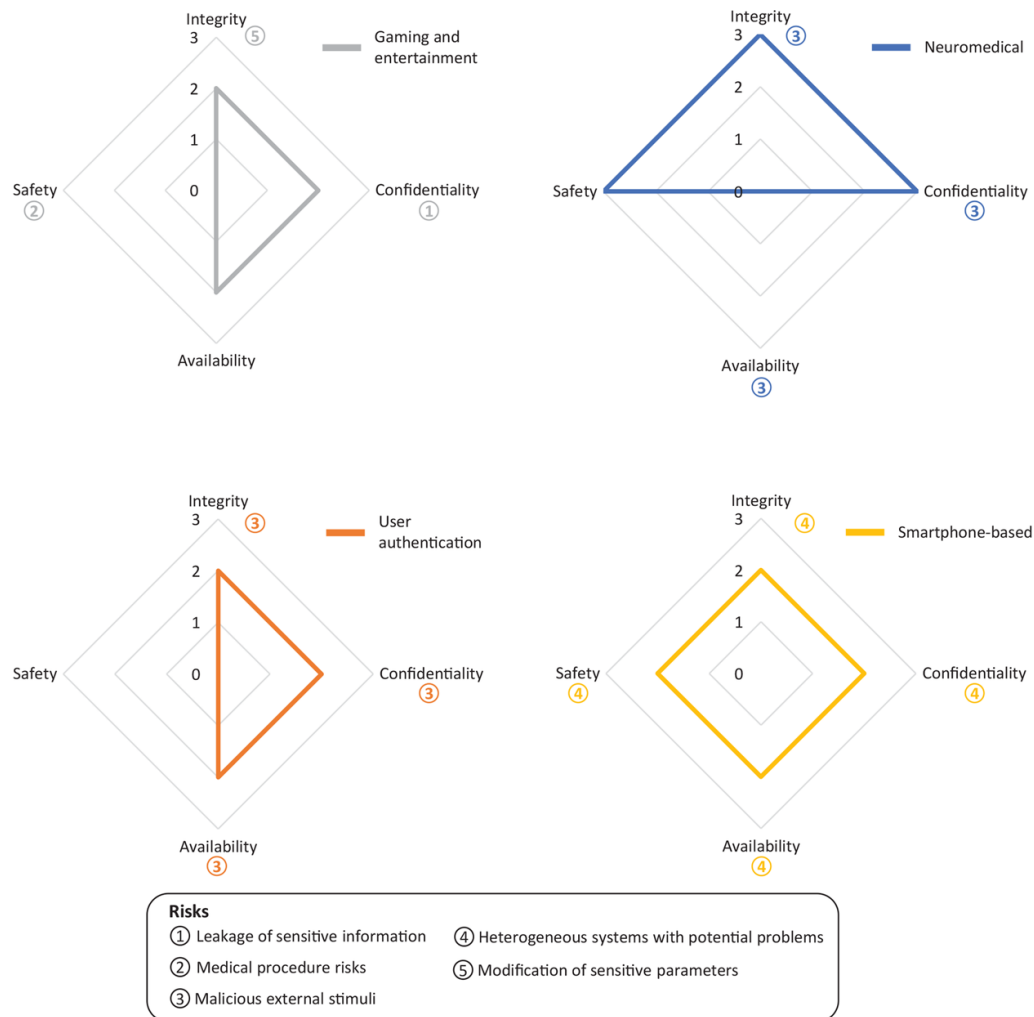 Integrity
⑤
3
2
1
0
Gaming and
entertainment
Safety
②
Confidentiality
①
Availability
Integrity
③
3
2
1
0
Neuromedical
Safety
Confidentiality
③
Availability
③
Integrity
③
3
2
1
0
User
authentication
Safety
Confidentiality
③
Availability
③
Integrity
④
3
2
1
0
Smartphone-based
Safety
④
Confidentiality
④
Availability
④
Risks
① Leakage of sensitive information
② Medical procedure risks
③ Malicious external stimuli
④ Heterogeneous systems with potential problems
⑤ Modification of sensitive parameters